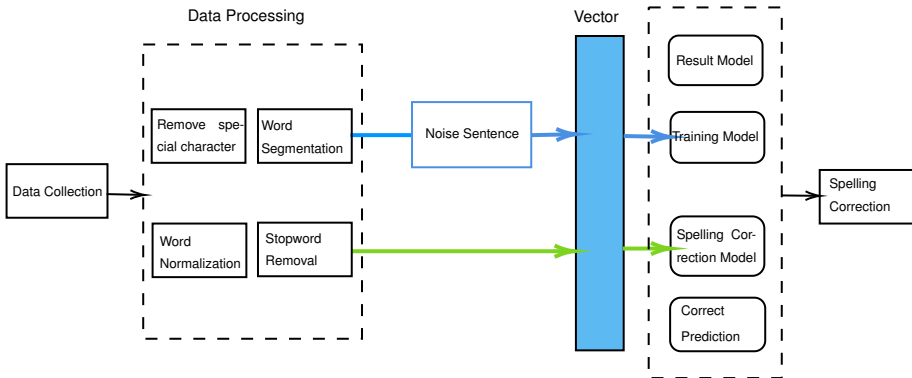 Data Processing
Vector
Data Collection
Remove spe-
cial character
Word
Segmentation
Word
Normalization
Stopword
Removal
Noise Sentence
Result Model
Training Model
Spelling Cor-
rection Model
Correct
Prediction
Spelling
Correction